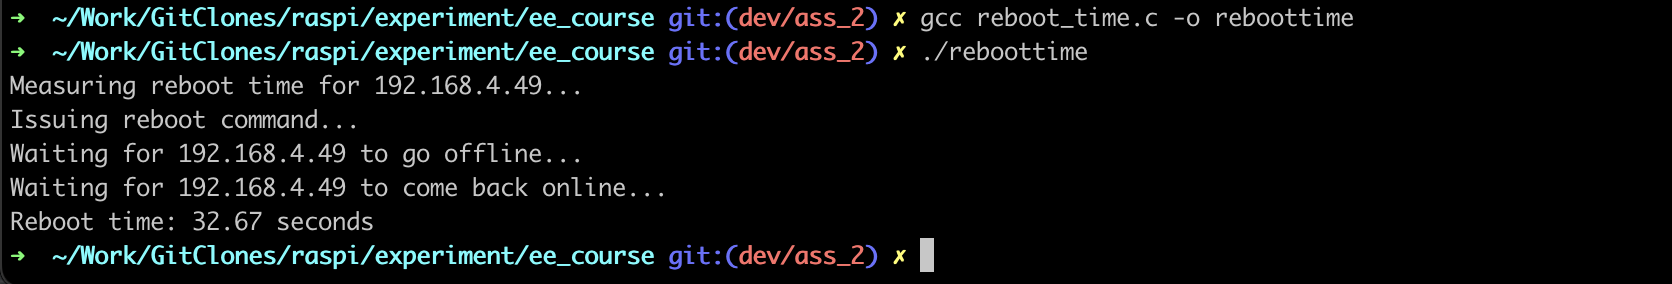 ➜  ~/Work/GitClones/raspi/experiment/ee_course git:(dev/ass_2) ✗ gcc reboot_time.c -o reboottime
➜  ~/Work/GitClones/raspi/experiment/ee_course git:(dev/ass_2) ✗ ./reboottime
Measuring reboot time for 192.168.4.49...
Issuing reboot command...
Waiting for 192.168.4.49 to go offline...
Waiting for 192.168.4.49 to come back online...
Reboot time: 32.67 seconds
➜  ~/Work/GitClones/raspi/experiment/ee_course git:(dev/ass_2) ✗